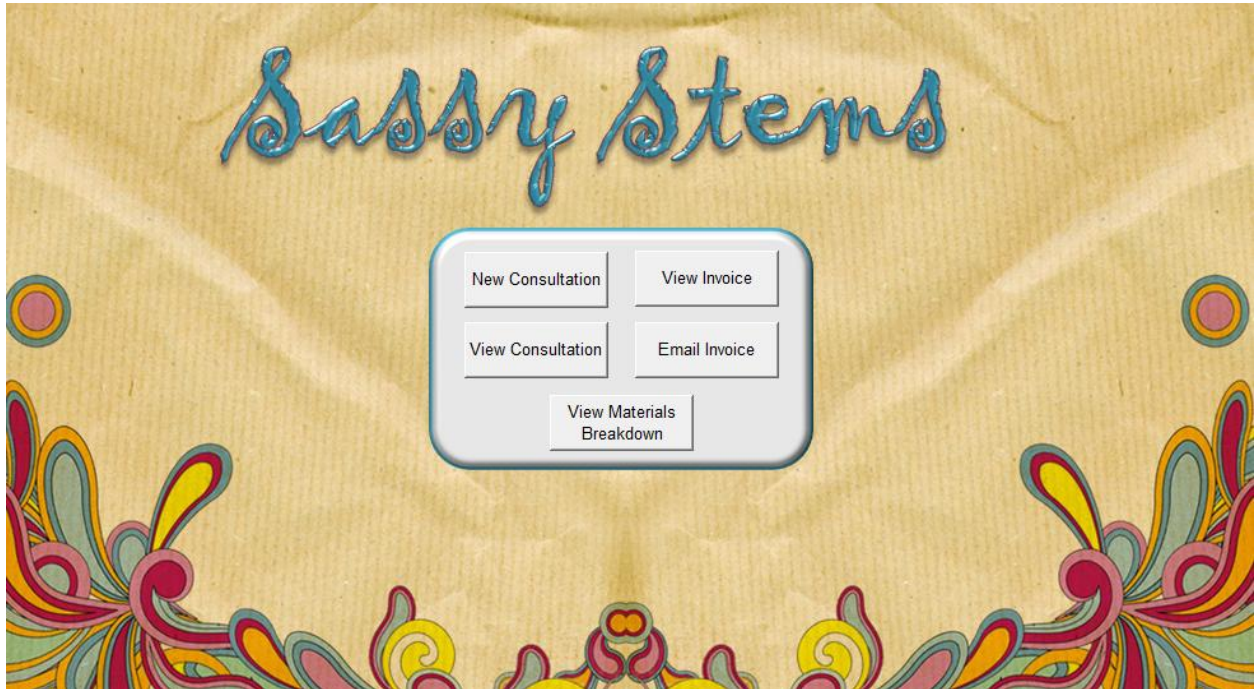 Sassy Stems
New Consultation
View Invoice
View Consultation
Email Invoice
View Materials
Breakdown